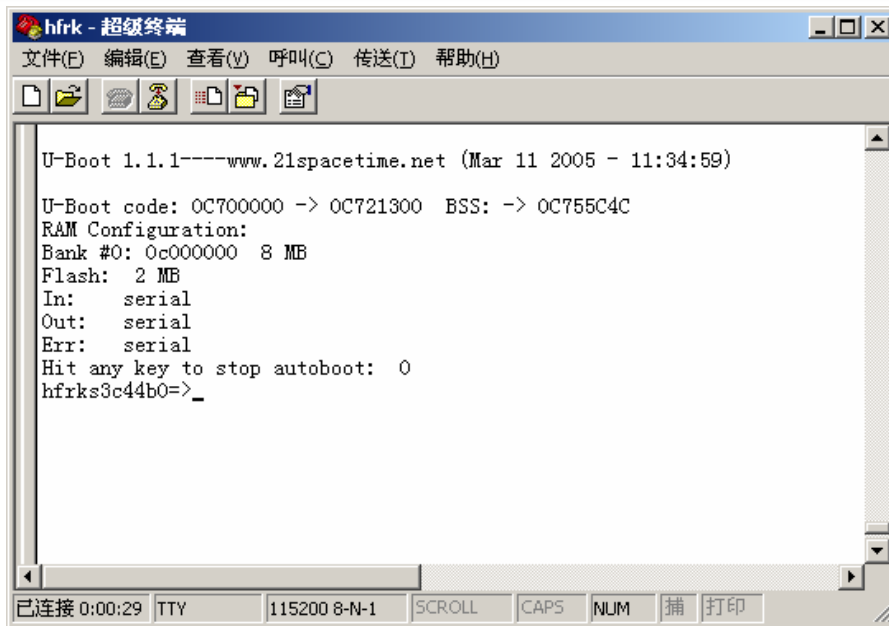 hfrk - 超级终端
文件(F) 编辑(E) 查看(V) 呼叫(C) 传送(T) 帮助(H)
U-Boot 1.1.1----www.21spacetime.net (Mar 11 2005 - 11:34:59)
U-Boot code: 0C700000 -> 0C721300  BSS: -> 0C755C4C
RAM Configuration:
Bank #0: 0c000000  8 MB
Flash:  2 MB
In:    serial
Out:   serial
Err:   serial
Hit any key to stop autoboot:  0
hfrks3c44b0=>_
已连接 0:00:29 TTY 115200 8-N-1 SCROLL CAPS NUM 捕 打印